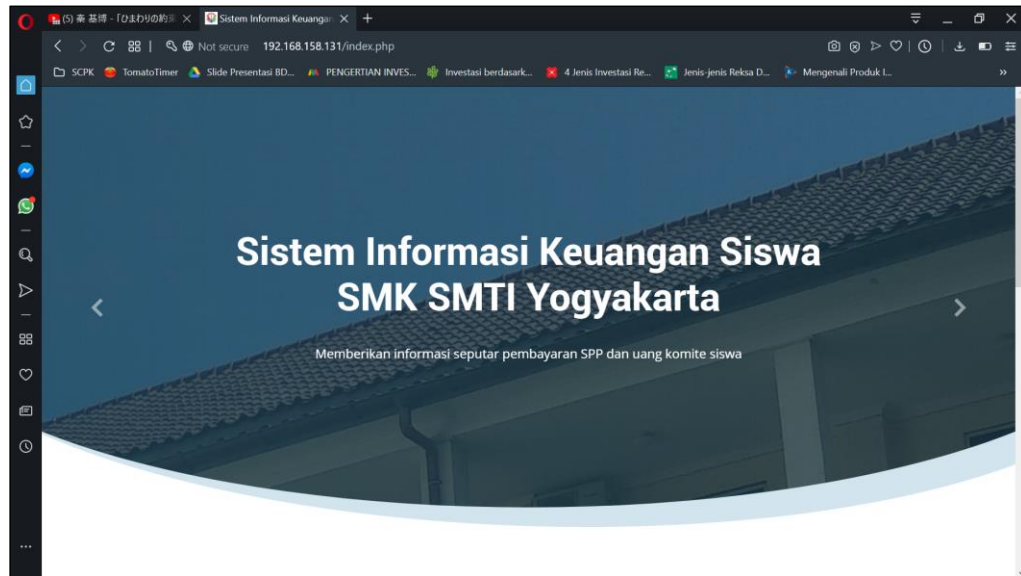 (5) 秦 基博 - 「ひまわりの約束
Sistem Informasi Keuangan
Not secure 192.168.158.131/index.php
SCPK
TomatoTimer
Slide Presentasi BD...
PENGERTIAN INVES...
Investasi berdasark...
4 Jenis Investasi Re...
Jenis-jenis Reksa D...
Mengenali Produk I...
Sistem Informasi Keuangan Siswa
SMK SMTI Yogyakarta
Memberikan informasi seputar pembayaran SPP dan uang komite siswa